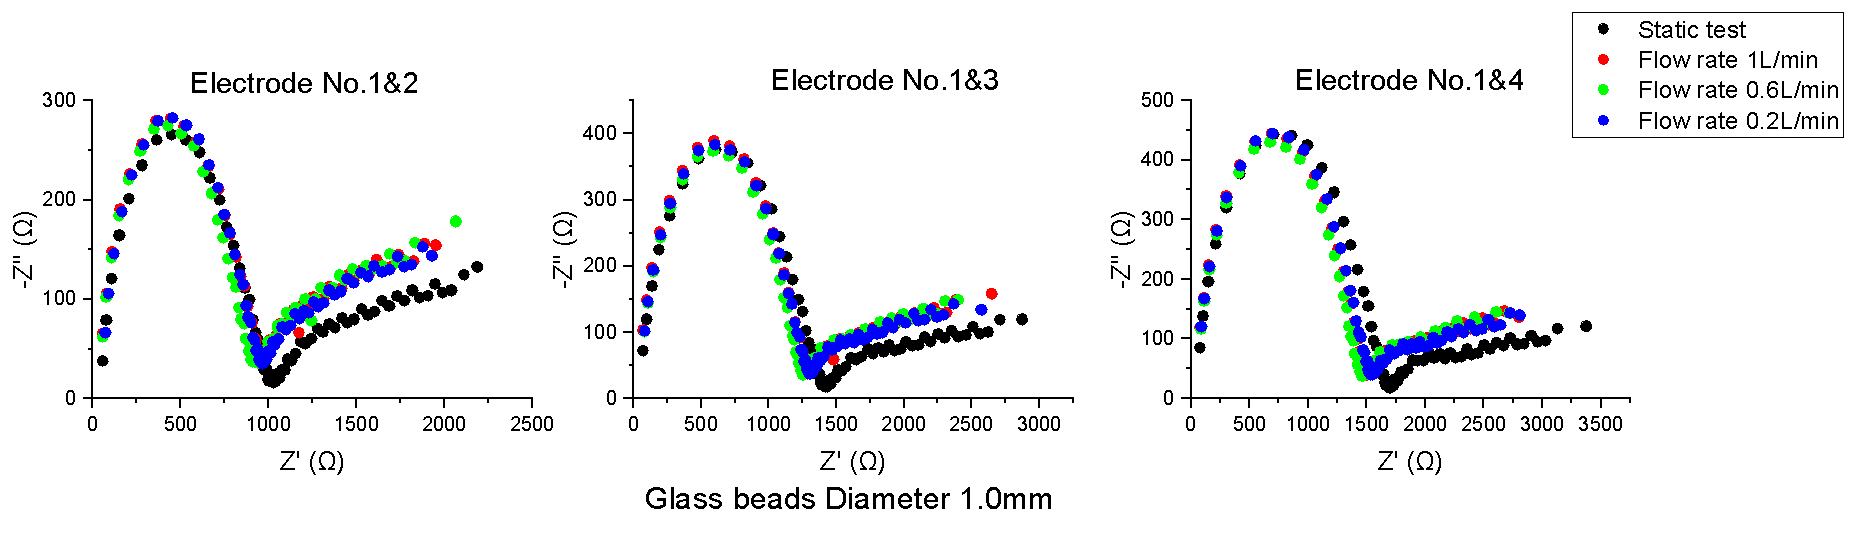 Static test
Flow rate 1L/min
Flow rate 0.6L/min
Flow rate 0.2L/min
Electrode No.1&2
300
200
100
0
-Z'' (Ω)
0 500 1000 1500 2000 2500
Z' (Ω)
Electrode No.1&3
400
300
200
100
0
-Z'' (Ω)
0 500 1000 1500 2000 2500 3000
Z' (Ω)
Electrode No.1&4
500
400
300
200
100
0
-Z'' (Ω)
0 500 1000 1500 2000 2500 3000 3500
Z' (Ω)
Glass beads Diameter 1.0mm